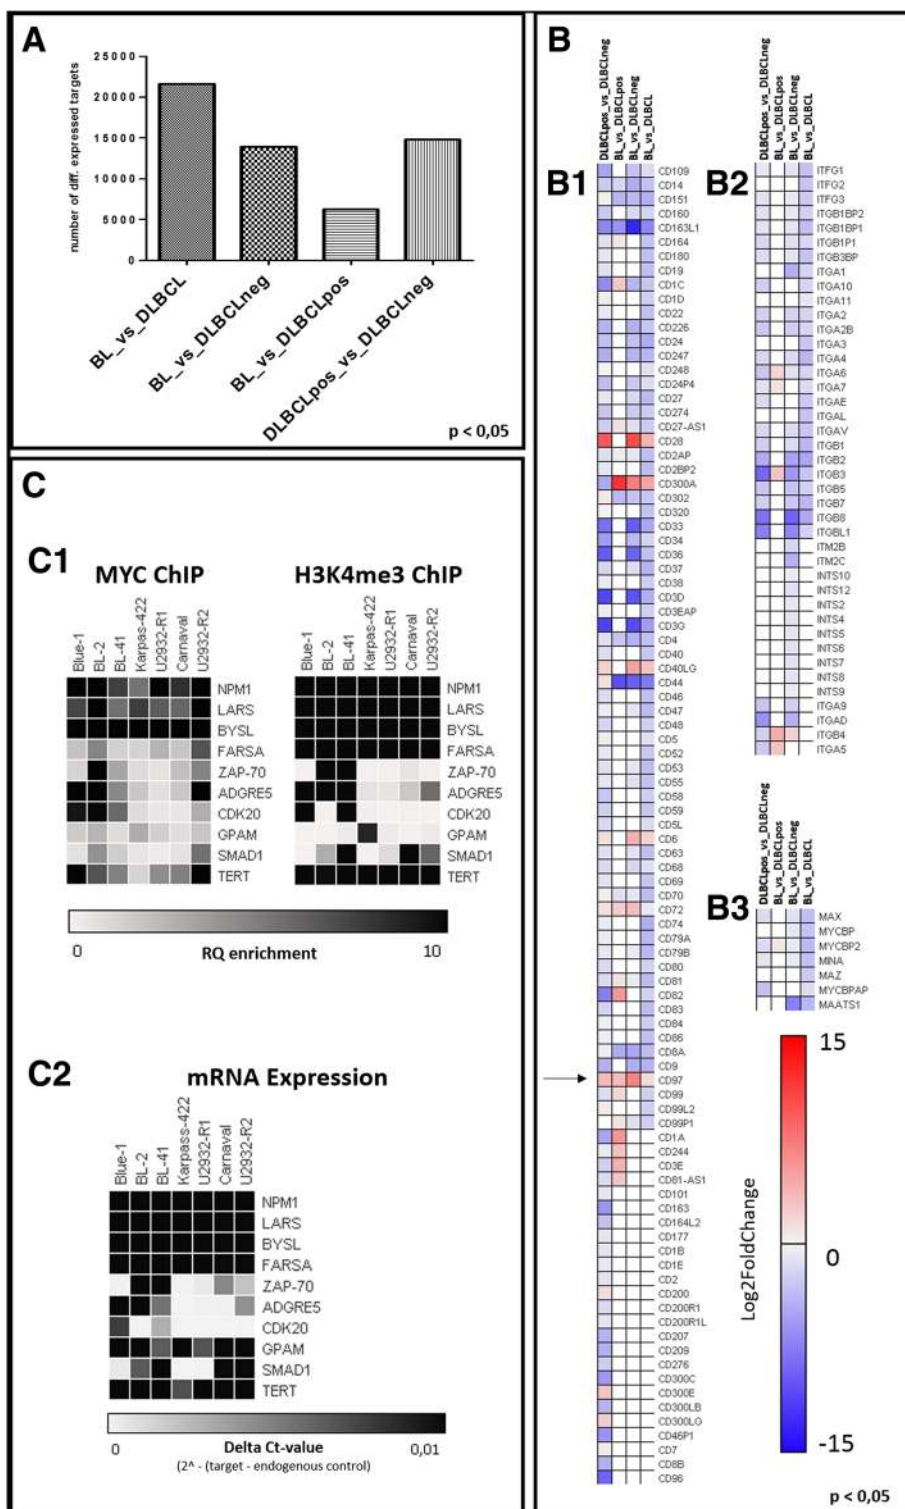 A
number of diff. expressed targets
25000
20000
15000
10000
5000
0
BL_vs_DLBCL
BL_vs_DLBCLneg
BL_vs_DLBCLpos
DLBCLpos_vs_DLBCLneg
p < 0,05
C
C1
MYC ChIP
H3K4me3 ChIP
Blue-1
BL-2
BL-41
Karpas-422
U2932-R1
Carnaval
U2932-R2
Blue-1
BL-2
BL-41
Karpas-422
U2932-R1
Carnaval
U2932-R2
NPM1
LARS
BYSL
FARSA
ZAP-70
ADGRE5
CDK20
GPAM
SMAD1
TERT
NPM1
LARS
BYSL
FARSA
ZAP-70
ADGRE5
CDK20
GPAM
SMAD1
TERT
0
RQ enrichment
10
C2
mRNA Expression
Blue-1
BL-2
BL-41
Karpass-422
U2932-R1
Carnaval
U2932-R2
NPM1
LARS
BYSL
FARSA
ZAP-70
ADGRE5
CDK20
GPAM
SMAD1
TERT
0
Delta Ct-value
0,01
(2^ - (target - endogenous control)
B
B1
DLBCLpos_vs_DLBCLneg
BL_vs_DLBCLpos
BL_vs_DLBCLneg
BL_vs_DLBCL
CD109
CD14
CD151
CD160
CD163L1
CD164
CD180
CD19
CD1C
CD1D
CD22
CD226
CD24
CD247
CD248
CD24P4
CD27
CD274
CD27-AS1
CD28
CD2AP
CD2BP2
CD300A
CD302
CD320
CD33
CD34
CD36
CD37
CD38
CD3D
CD3EAP
CD3G
CD4
CD40
CD40LG
CD44
CD46
CD47
CD48
CD5
CD52
CD53
CD55
CD58
CD59
CD5L
CD6
CD63
CD68
CD69
CD70
CD72
CD74
CD79A
CD79B
CD80
CD81
CD82
CD83
CD84
CD86
CD8A
CD9
CD97
CD99
CD99L2
CD99P1
CD1A
CD244
CD3E
CD81-AS1
CD101
CD163
CD164L2
CD177
CD1B
CD1E
CD2
CD200
CD200R1
CD200R1L
CD207
CD209
CD276
CD300C
CD300E
CD300LB
CD300LG
CD46P1
CD7
CD8B
CD96
B2
DLBCLpos_vs_DLBCLneg
BL_vs_DLBCLpos
BL_vs_DLBCLneg
BL_vs_DLBCL
ITFG1
ITFG2
ITFG3
ITGB1BP2
ITGB1BP1
ITGB1P1
ITGB3BP
ITGA1
ITGA10
ITGA11
ITGA2
ITGA2B
ITGA3
ITGA4
ITGA6
ITGA7
ITGAE
ITGAL
ITGAV
ITGB1
ITGB2
ITGB3
ITGB5
ITGB7
ITGB8
ITGBL1
ITM2B
ITM2C
INTS10
INTS12
INTS2
INTS4
INTS5
INTS6
INTS7
INTS8
INTS9
ITGA9
ITGAD
ITGB4
ITGA5
B3
DLBCLpos_vs_DLBCLneg
BL_vs_DLBCLpos
BL_vs_DLBCLneg
BL_vs_DLBCL
MAX
MYCBP
MYCBP2
MINA
MAZ
MYCBPAP
MAATS1
Log2FoldChange
15
0
-15
p < 0,05